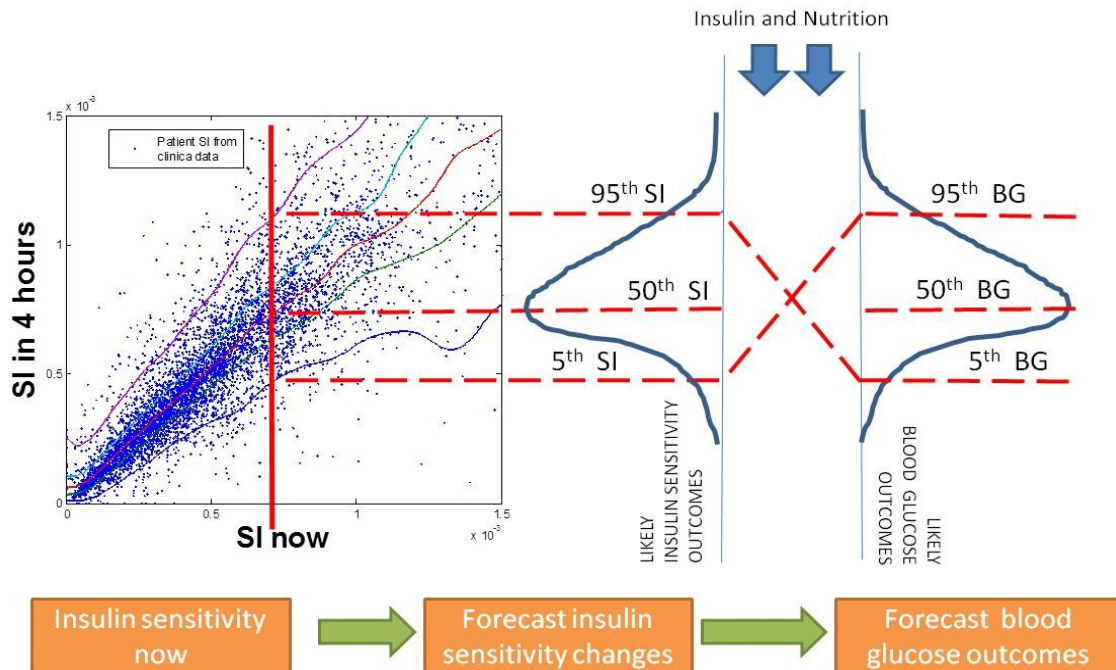 Insulin and Nutrition
x 10⁻³
1.5
1
0.5
0
Patient SI from
clinica data
SI in 4 hours
0
0.5
1
1.5
x 10⁻³
SI now
95th SI
50th SI
5th SI
95th BG
50th BG
5th BG
LIKELY
INSULIN SENSITIVITY
OUTCOMES
LIKELY
BLOOD GLUCOSE
OUTCOMES
Insulin sensitivity
now
Forecast insulin
sensitivity changes
Forecast blood
glucose outcomes